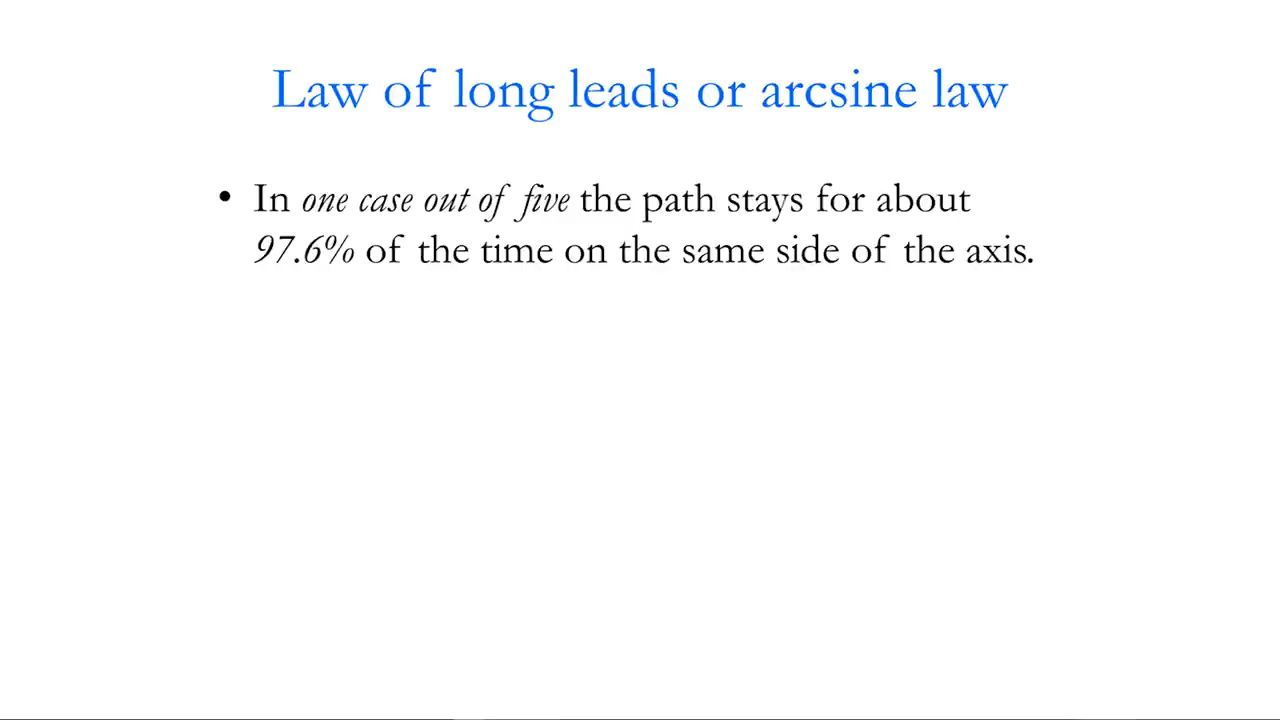 Law of long leads or arcsine law
• In one case out of five the path stays for about
97.6% of the time on the same side of the axis.